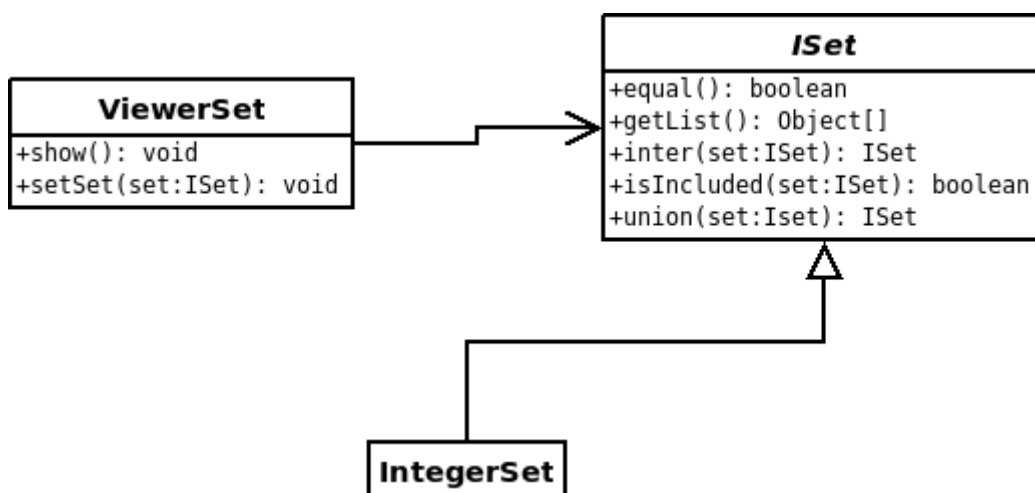 ViewerSet
+show(): void
+setSet(set:ISet): void
ISet
+equal(): boolean
+getList(): Object[]
+inter(set:ISet): ISet
+isIncluded(set:ISet): boolean
+union(set:Iset): ISet
IntegerSet